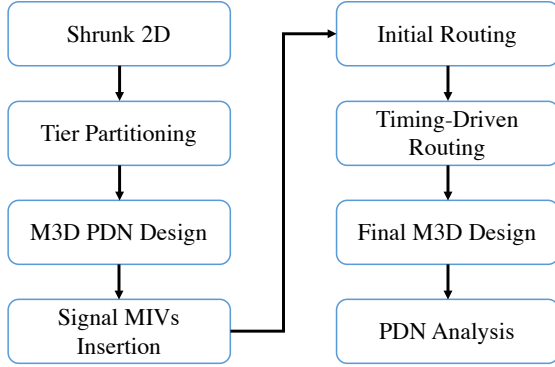 Shrunk 2D
Tier Partitioning
M3D PDN Design
Signal MIVs
Insertion
Initial Routing
Timing-Driven
Routing
Final M3D Design
PDN Analysis